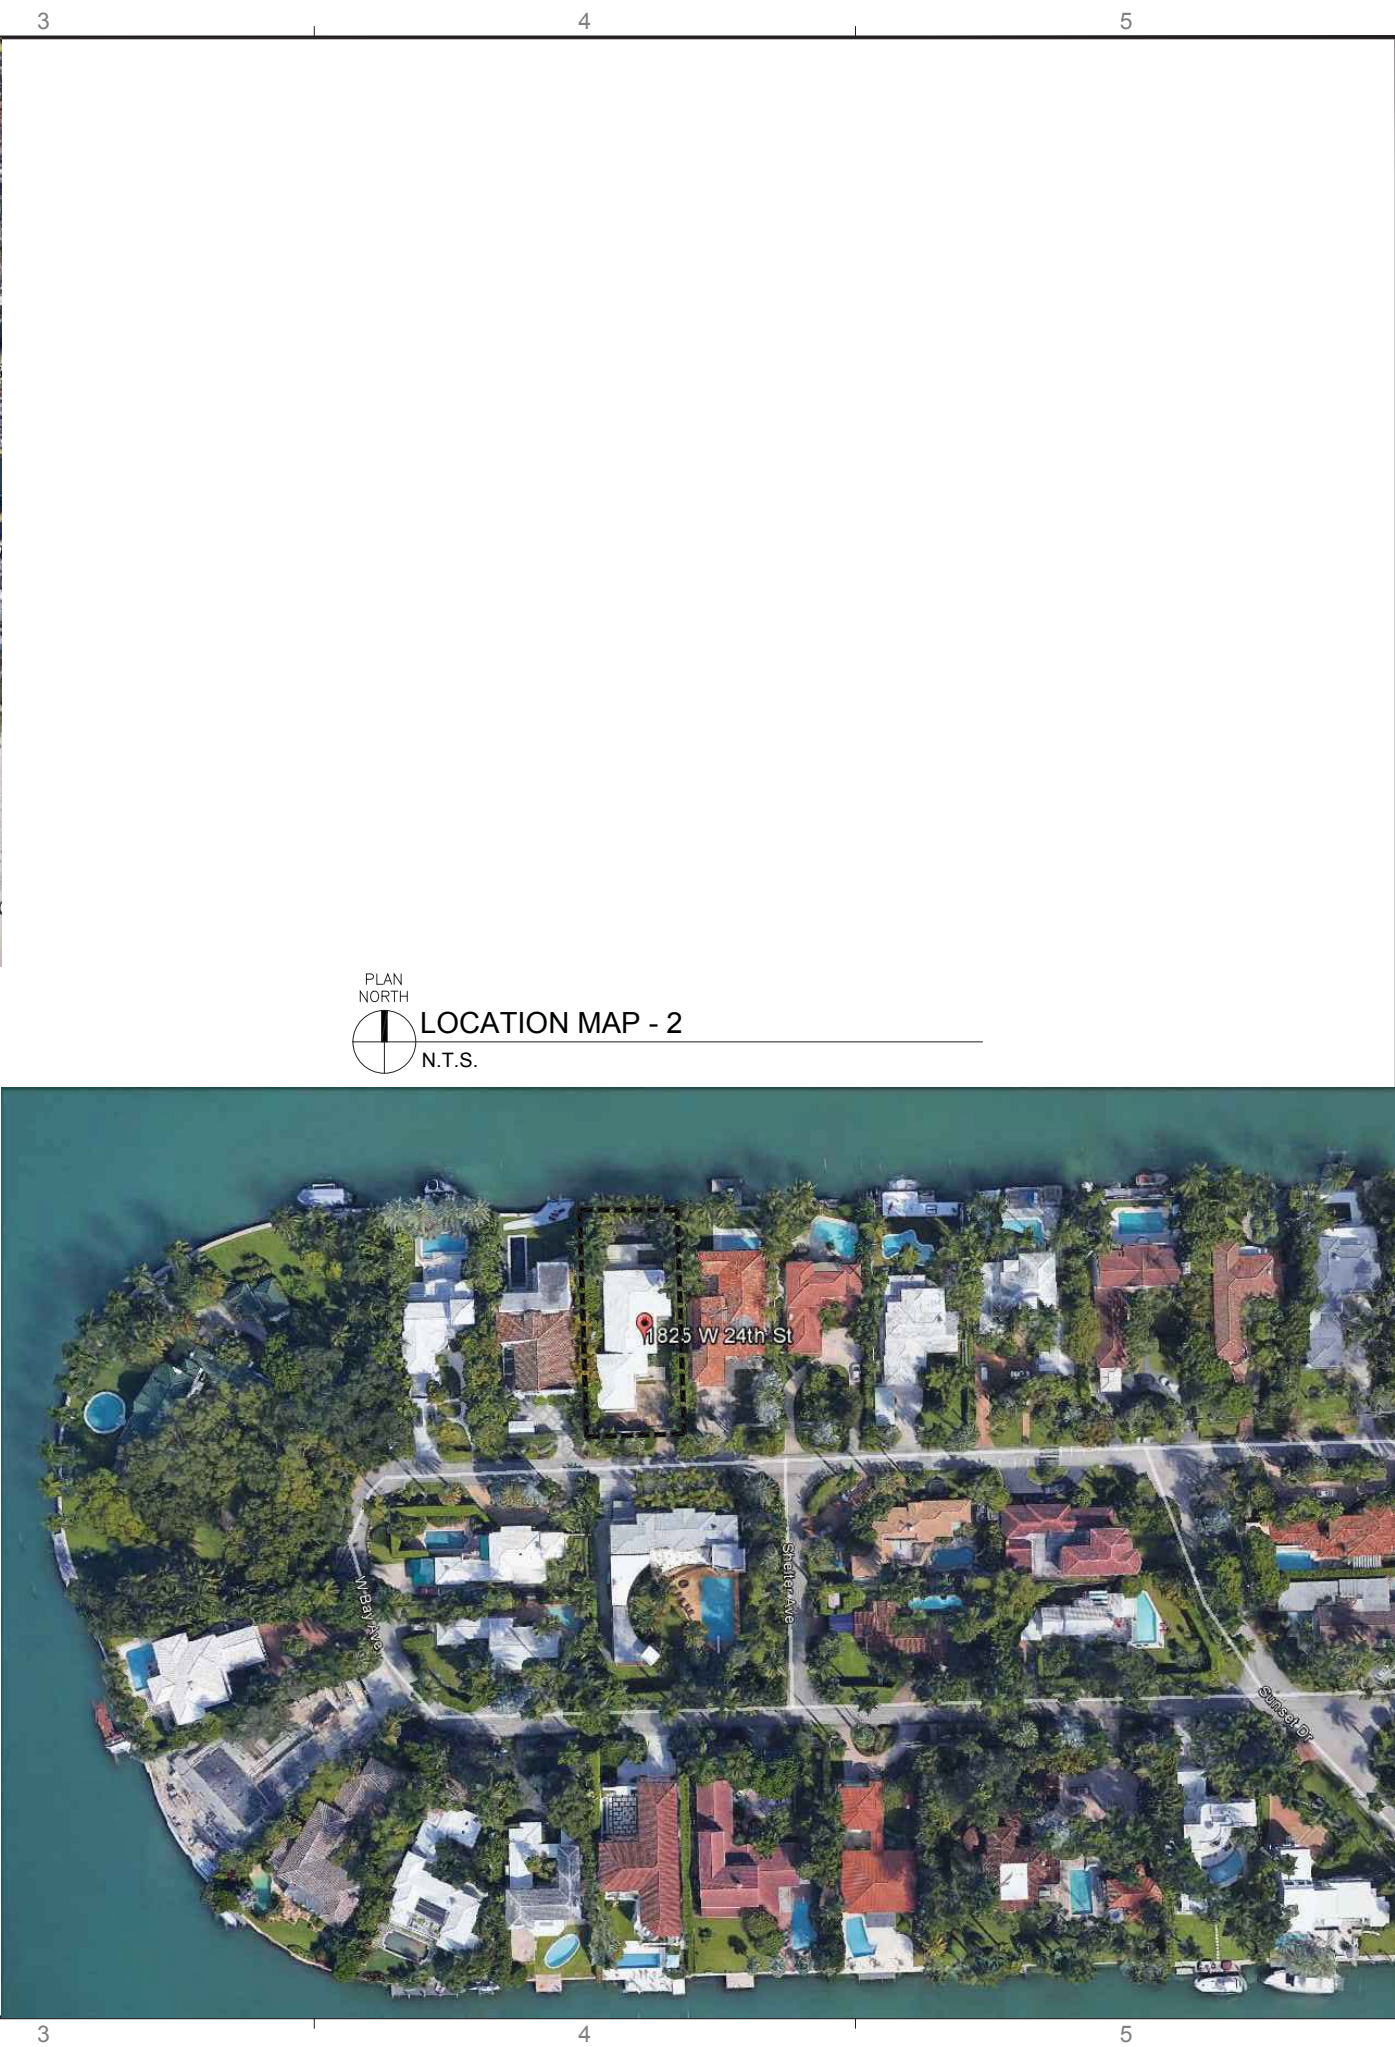 3 4 5
PLAN
NORTH
LOCATION MAP - 2
N.T.S.
1825 W 24th St
Shelter Ave
W Bay Ave
Sunset Dr
3 4 5